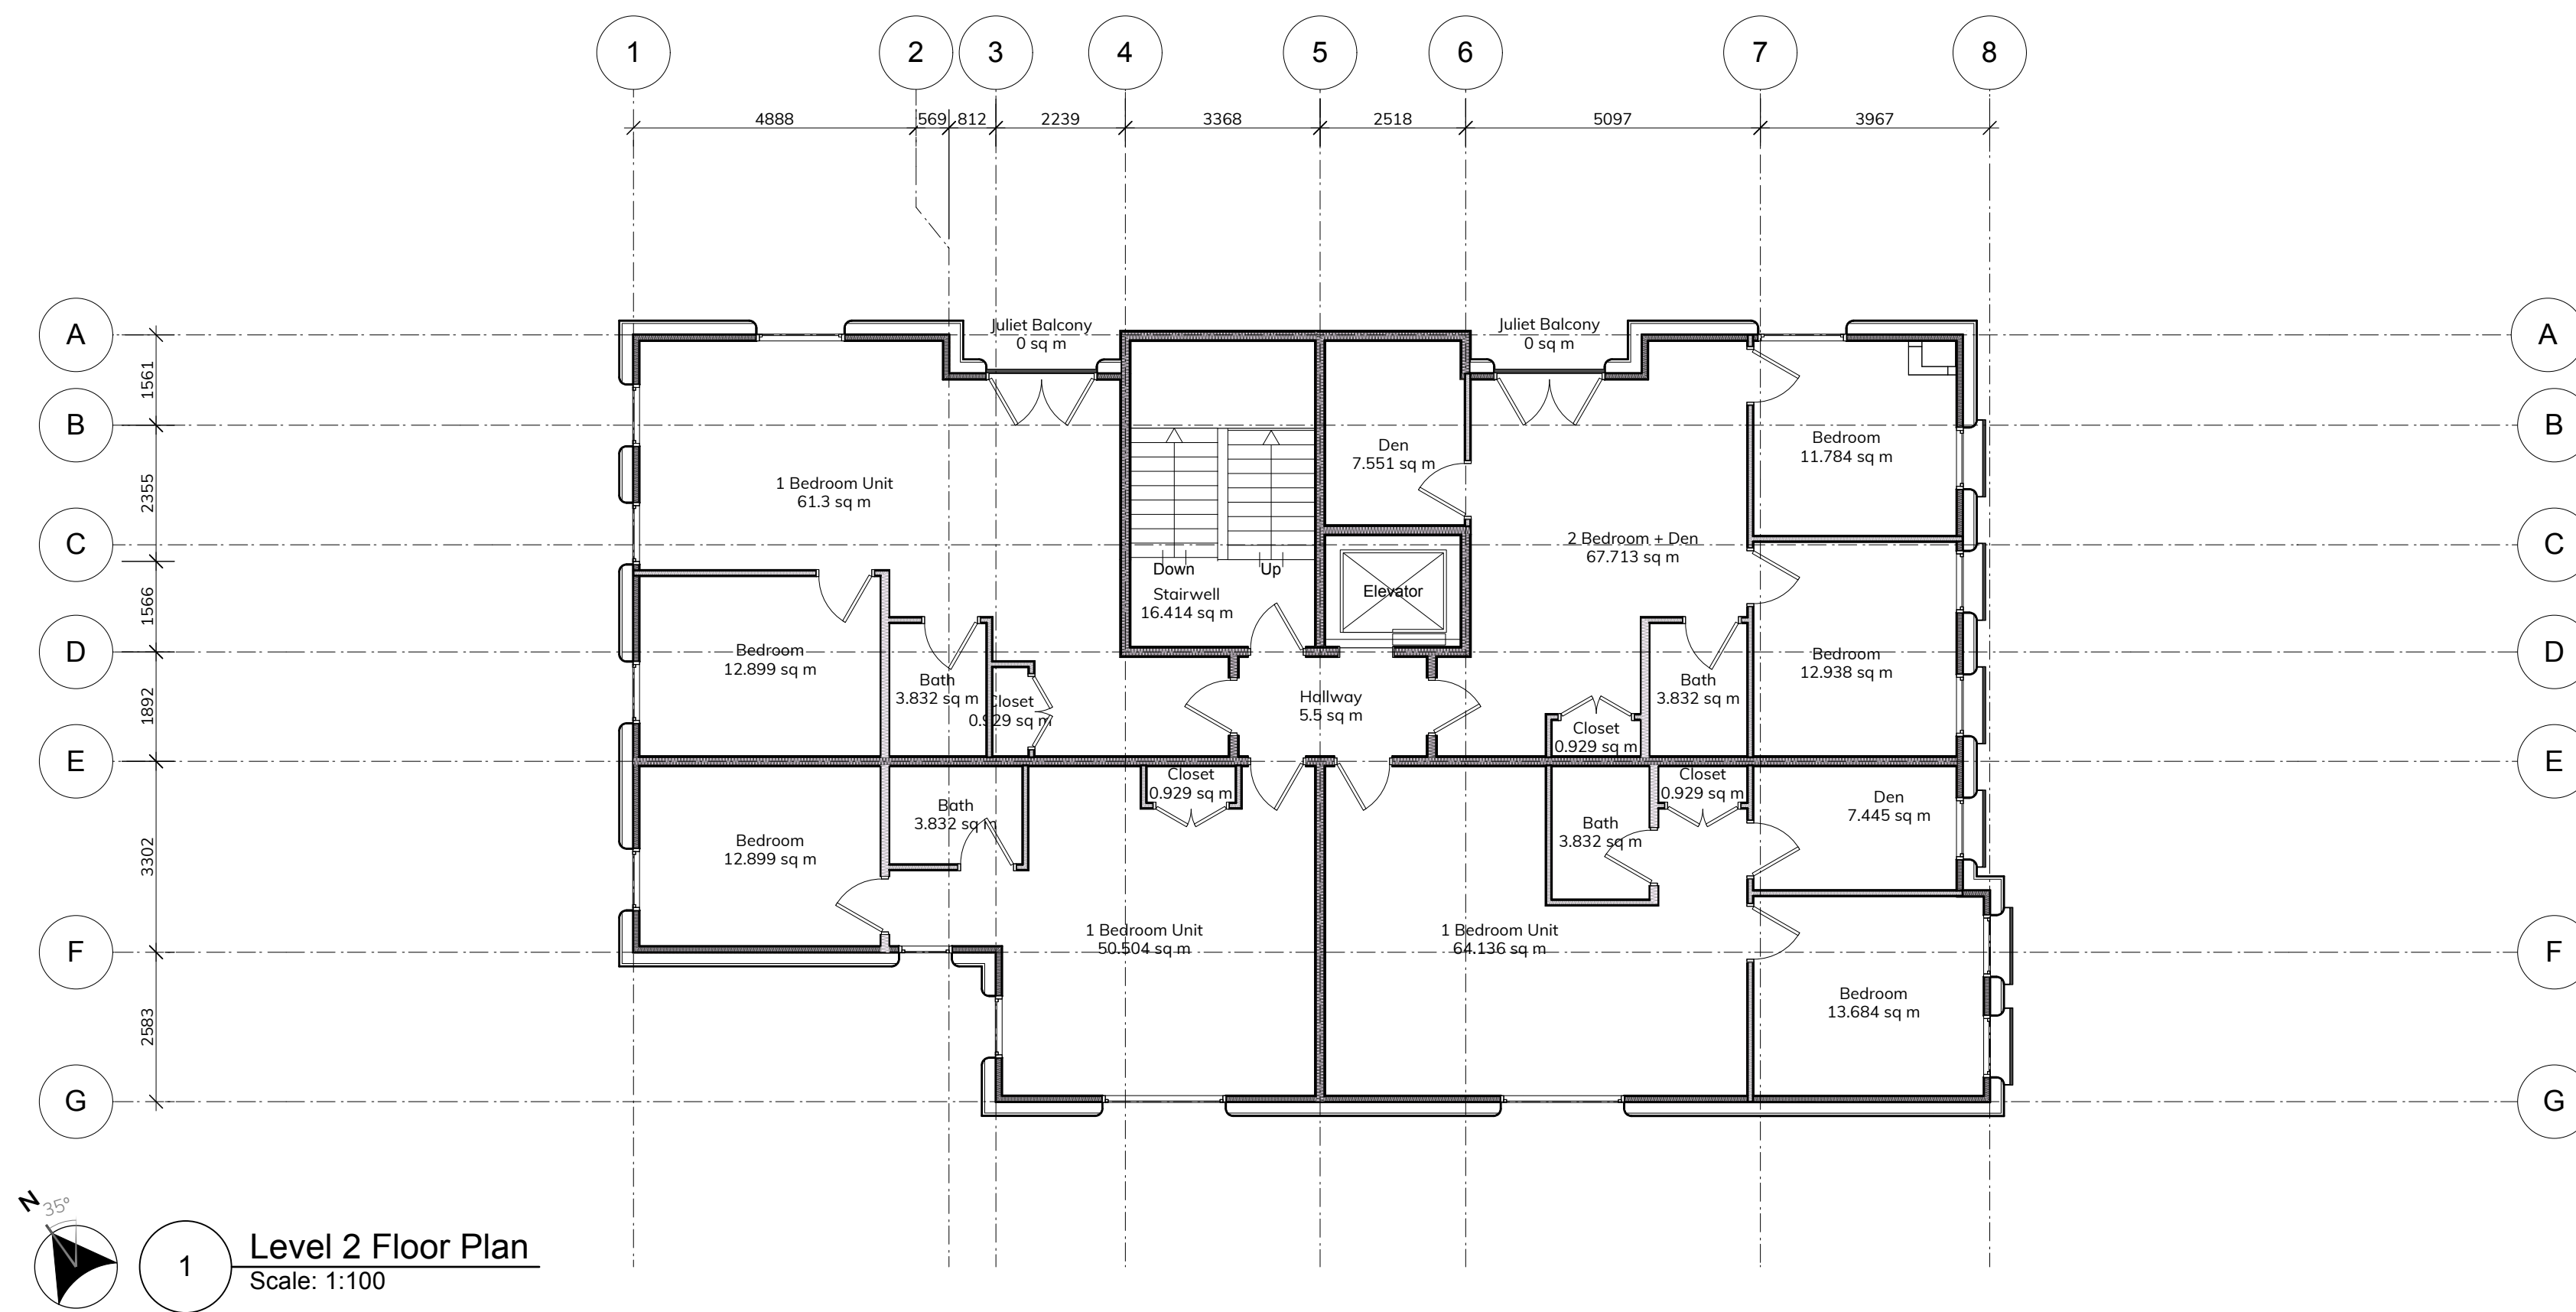 1 2 3 4 5 6 7 8
4888 569 812 2239 3368 2518 5097 3967
A A
Juliet Balcony
0 sq m
Juliet Balcony
0 sq m
1561
B B
Den
7.551 sq m
Bedroom
11.784 sq m
2355
1 Bedroom Unit
61.3 sq m
C C
2 Bedroom + Den
67.713 sq m
Down Up
Stairwell
16.414 sq m
Elevator
1566
D D
Bedroom
12.899 sq m
Bath
3.832 sq m
Closet
0.929 sq m
Hallway
5.5 sq m
Closet
0.929 sq m
Bath
3.832 sq m
Bedroom
12.938 sq m
1892
E E
Bedroom
12.899 sq m
Bath
3.832 sq m
Closet
0.929 sq m
Bath
3.832 sq m
Closet
0.929 sq m
Den
7.445 sq m
3302
1 Bedroom Unit
50.504 sq m
1 Bedroom Unit
64.136 sq m
F F
Bedroom
13.684 sq m
2583
G G
N 35°
1
Level 2 Floor Plan
Scale: 1:100